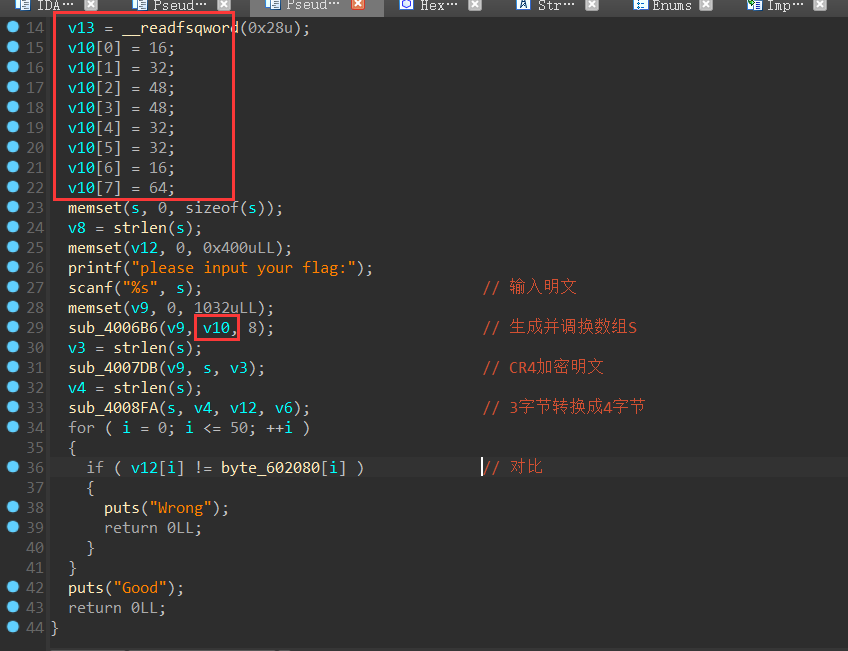 IDA… Pseud… Pseud… Hex… Str… Enums Imp…
14 v13 = __readfsqword(0x28u);
15 v10[0] = 16;
16 v10[1] = 32;
17 v10[2] = 48;
18 v10[3] = 48;
19 v10[4] = 32;
20 v10[5] = 32;
21 v10[6] = 16;
22 v10[7] = 64;
23 memset(s, 0, sizeof(s));
24 v8 = strlen(s);
25 memset(v12, 0, 0x400uLL);
26 printf("please input your flag:");
27 scanf("%s", s); // 输入明文
28 memset(v9, 0, 1032uLL);
29 sub_4006B6(v9, v10, 8); // 生成并调换数组S
30 v3 = strlen(s);
31 sub_4007DB(v9, s, v3); // CR4加密明文
32 v4 = strlen(s);
33 sub_4008FA(s, v4, v12, v6); // 3字节转换成4字节
34 for ( i = 0; i <= 50; ++i )
35 {
36 if ( v12[i] != byte_602080[i] ) // 对比
37 {
38 puts("Wrong");
39 return 0LL;
40 }
41 }
42 puts("Good");
43 return 0LL;
44 }